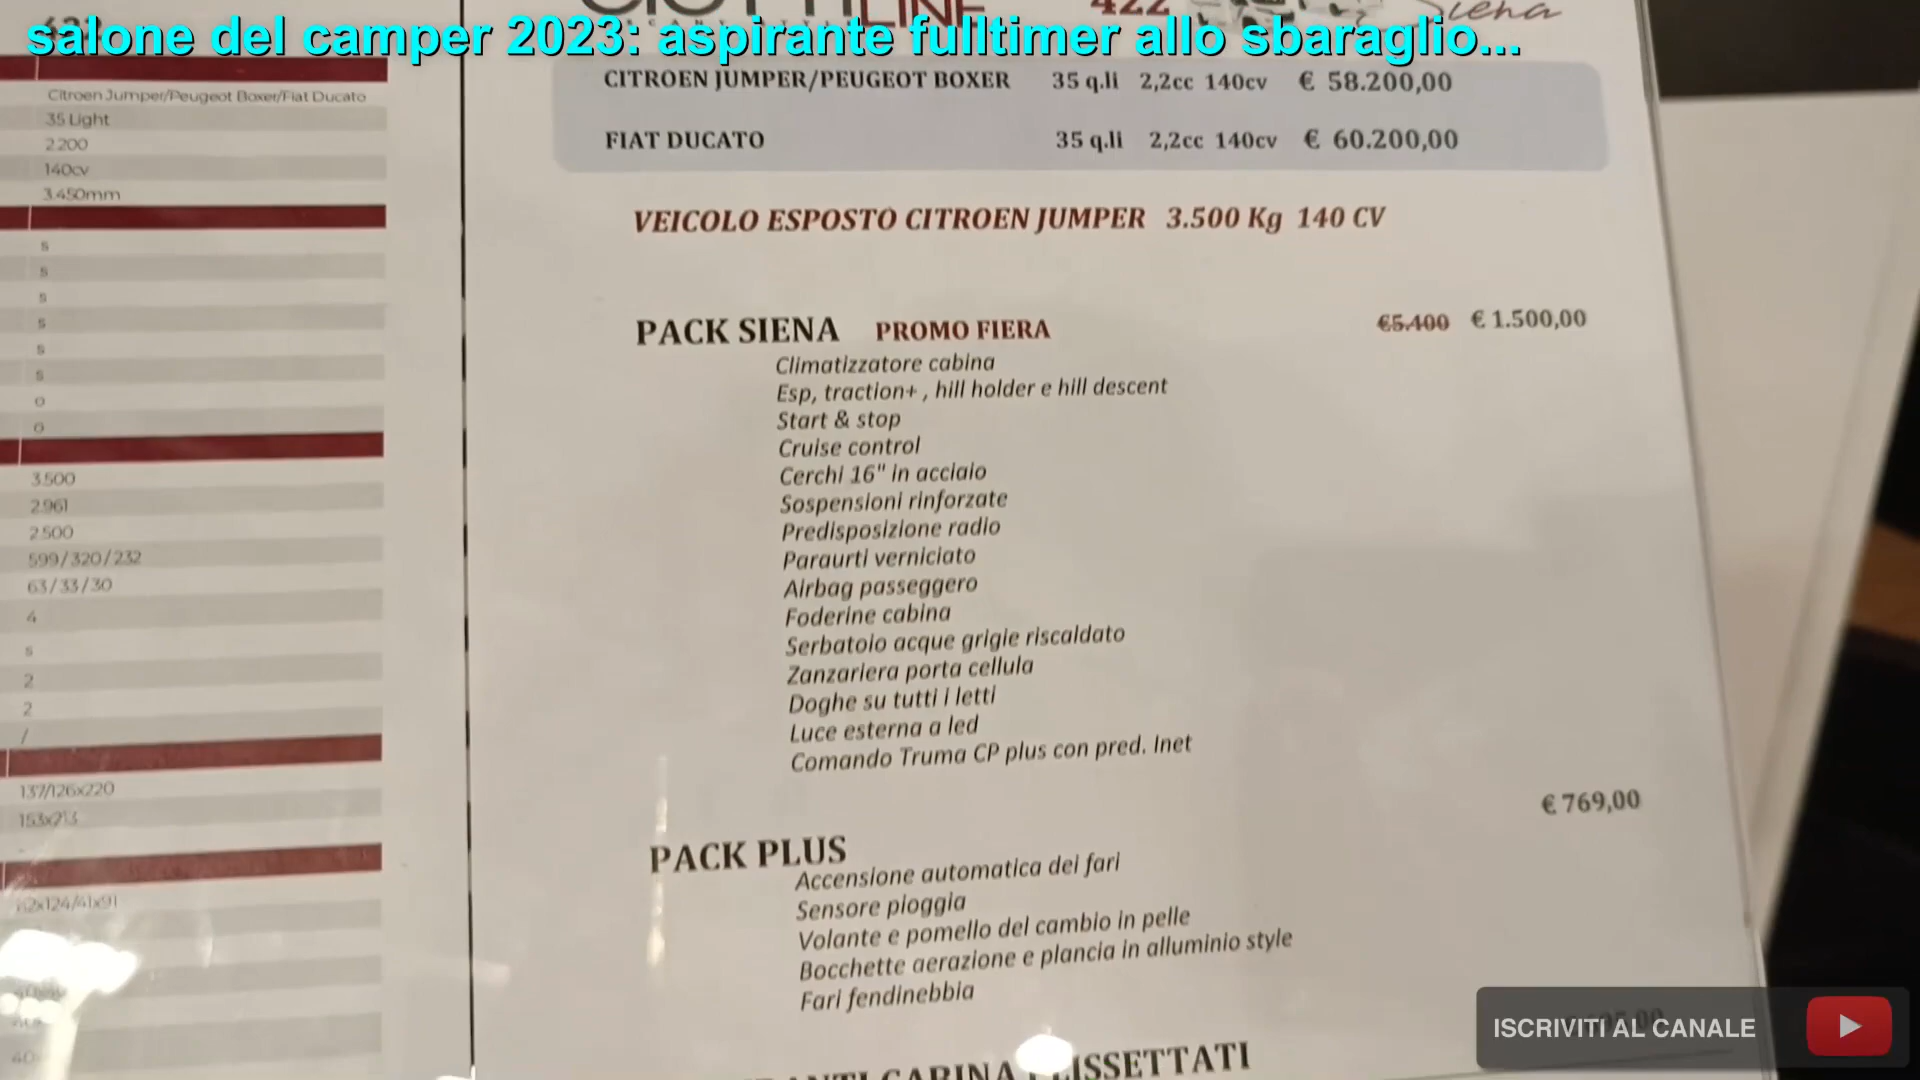 salone del camper 2023: aspirante fulltimer allo sbaraglio...
LINE 422 Siena
Citroen Jumper/Peugeot Boxer/Fiat Ducato
35 Light
2.200
140cv
3.450mm
s
s
s
s
s
s
o
o
3.500
2.961
2.500
599/320/232
63/33/30
4
s
2
2
/
137/126x220
153x213
CITROEN JUMPER/PEUGEOT BOXER 35 q.li 2,2cc 140cv € 58.200,00
FIAT DUCATO 35 q.li 2,2cc 140cv € 60.200,00
VEICOLO ESPOSTO CITROEN JUMPER 3.500 Kg 140 CV
PACK SIENA PROMO FIERA €5.400 € 1.500,00
Climatizzatore cabina
Esp, traction+ , hill holder e hill descent
Start & stop
Cruise control
Cerchi 16" in acciaio
Sospensioni rinforzate
Predisposizione radio
Paraurti verniciato
Airbag passeggero
Foderine cabina
Serbatoio acque grigie riscaldato
Zanzariera porta cellula
Doghe su tutti i letti
Luce esterna a led
Comando Truma CP plus con pred. Inet
PACK PLUS € 769,00
Accensione automatica dei fari
Sensore pioggia
Volante e pomello del cambio in pelle
Bocchette aerazione e plancia in alluminio style
Fari fendinebbia
CABINA
ISCRIVITI AL CANALE